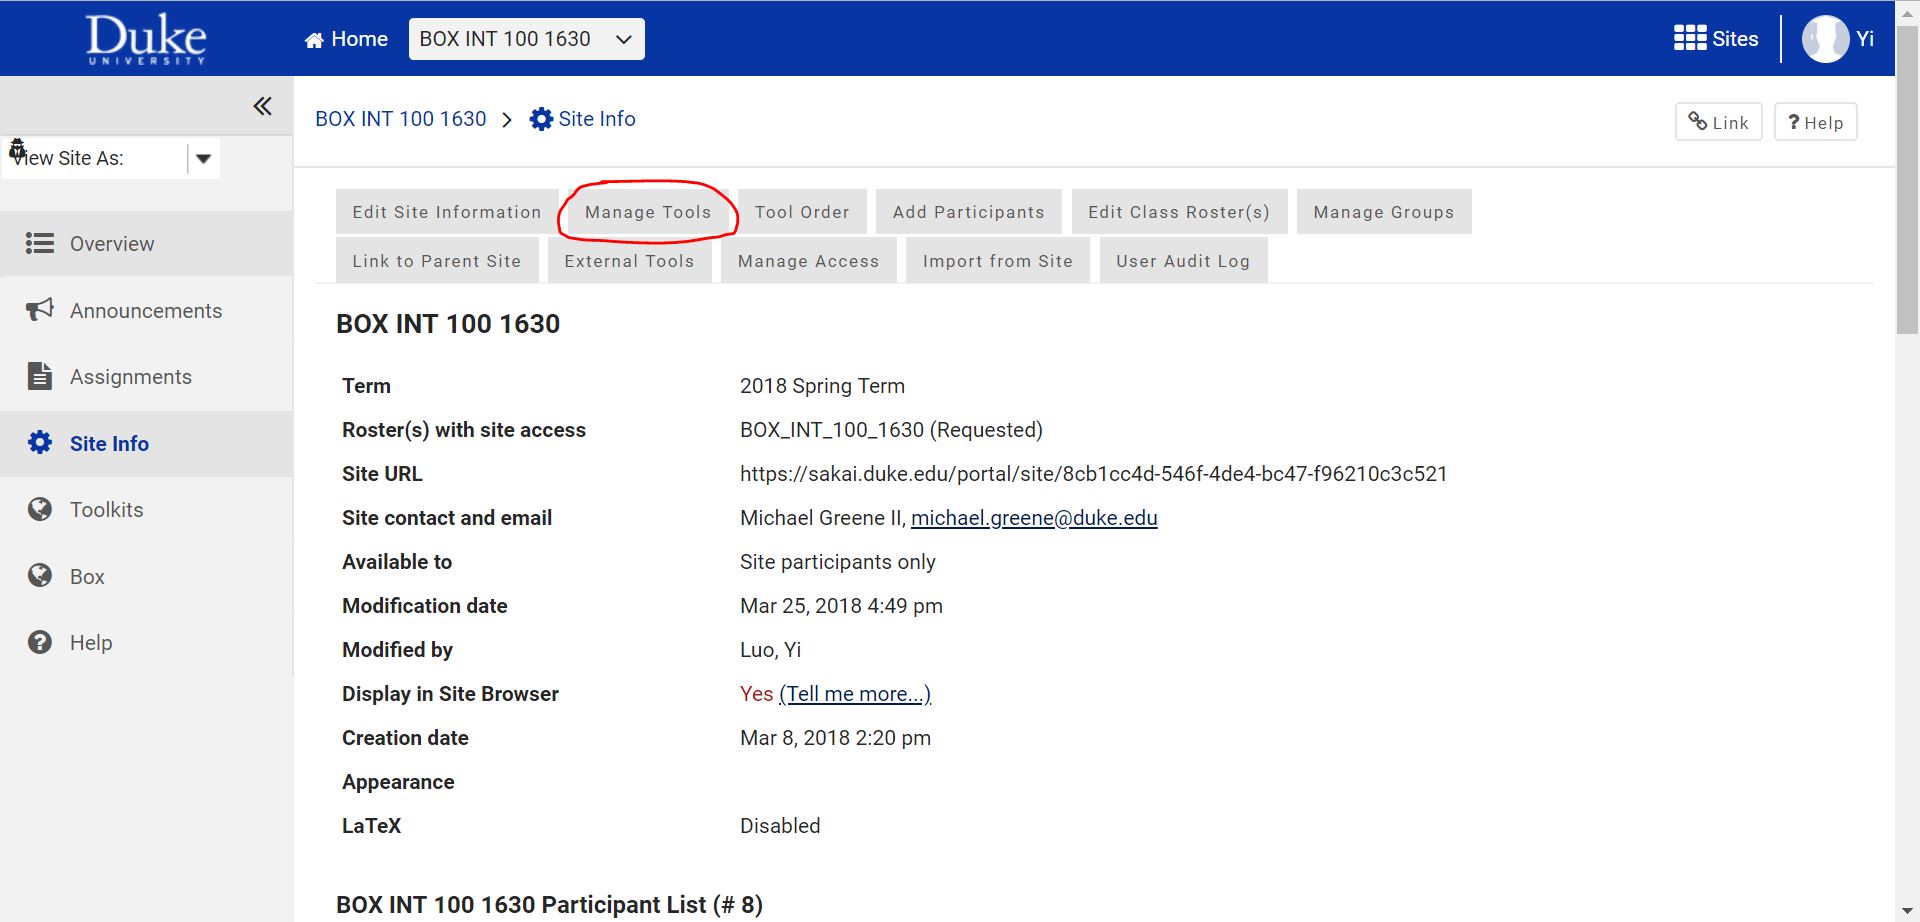 Duke
UNIVERSITY
Home
BOX INT 100 1630
Sites
Yi
BOX INT 100 1630
Site Info
Link
? Help
View Site As:
Edit Site Information
Manage Tools
Tool Order
Add Participants
Edit Class Roster(s)
Manage Groups
Link to Parent Site
External Tools
Manage Access
Import from Site
User Audit Log
Overview
Announcements
Assignments
Site Info
Toolkits
Box
Help
BOX INT 100 1630
Term 2018 Spring Term
Roster(s) with site access BOX_INT_100_1630 (Requested)
Site URL https://sakai.duke.edu/portal/site/8cb1cc4d-546f-4de4-bc47-f96210c3c521
Site contact and email Michael Greene II, michael.greene@duke.edu
Available to Site participants only
Modification date Mar 25, 2018 4:49 pm
Modified by Luo, Yi
Display in Site Browser Yes (Tell me more...)
Creation date Mar 8, 2018 2:20 pm
Appearance
LaTeX Disabled
BOX INT 100 1630 Participant List (# 8)